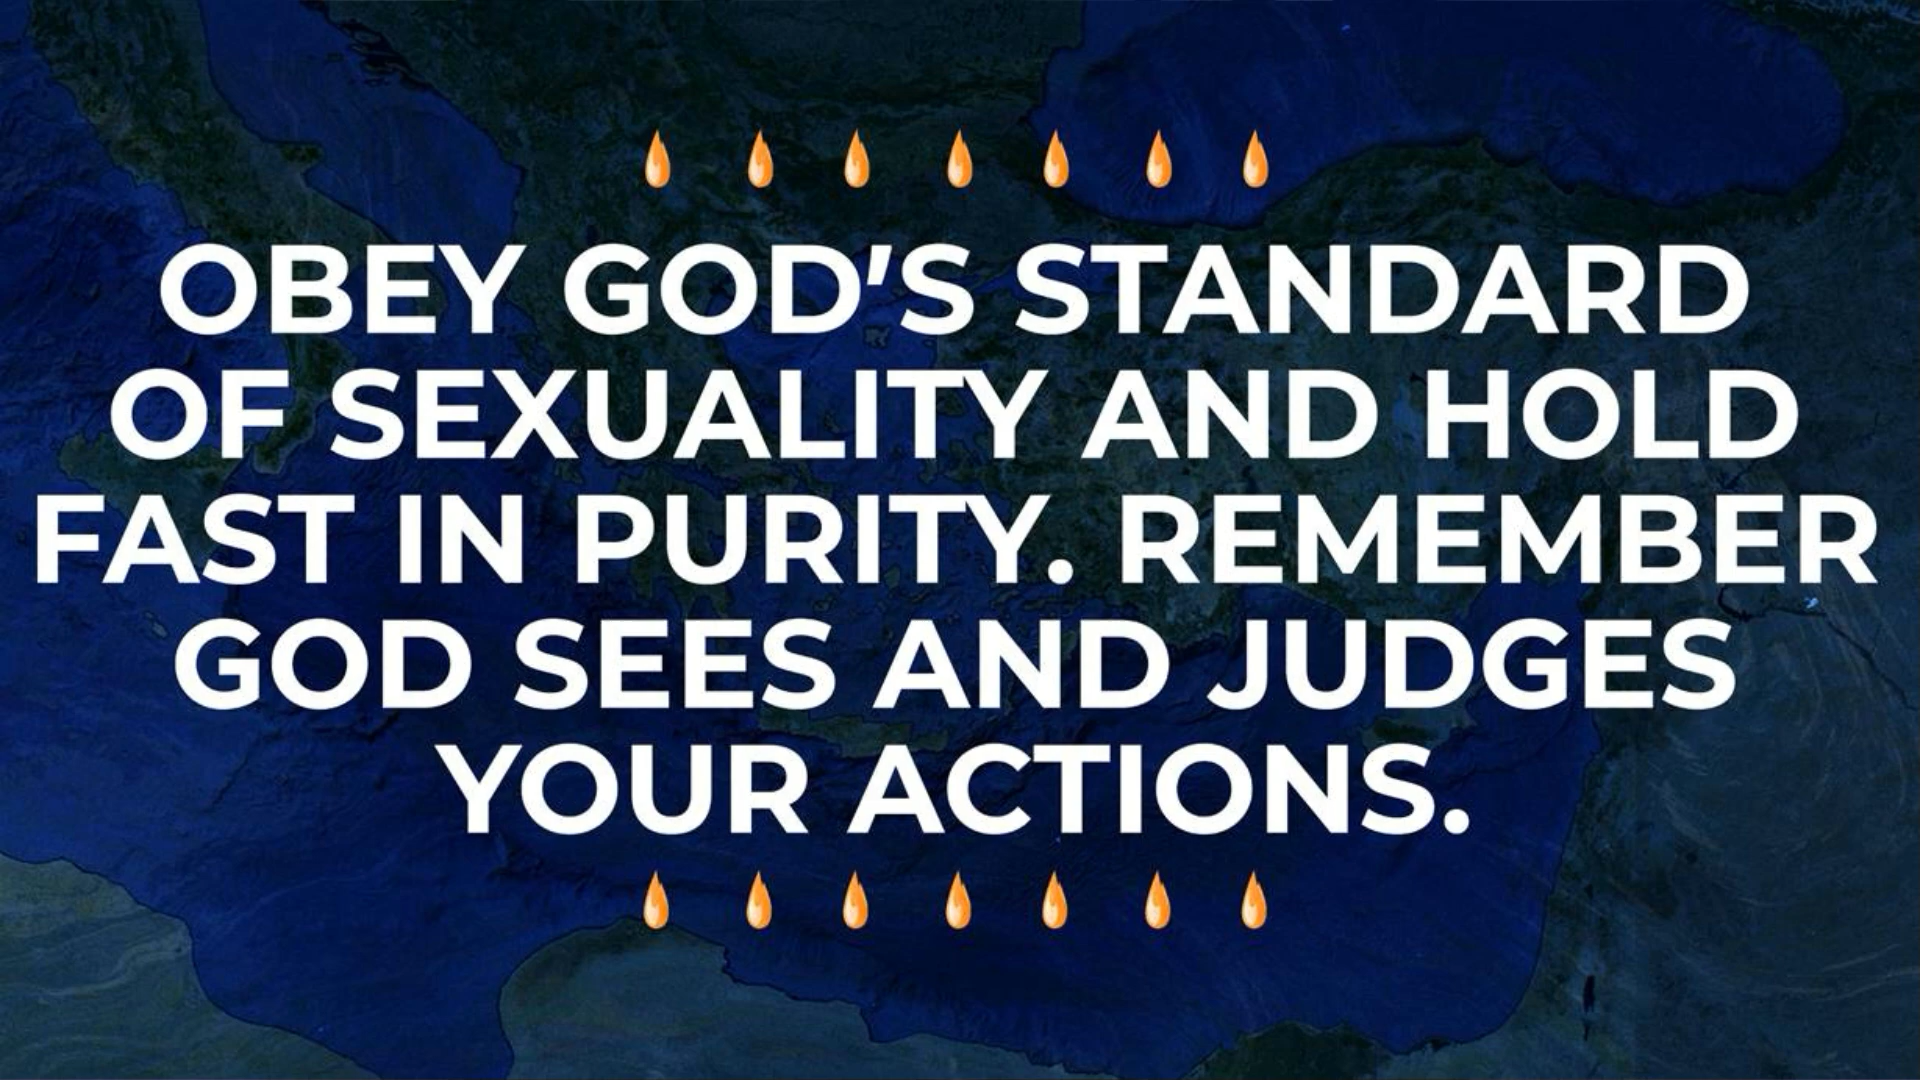 OBEY GOD'S STANDARD
OF SEXUALITY AND HOLD
FAST IN PURITY. REMEMBER
GOD SEES AND JUDGES
YOUR ACTIONS.